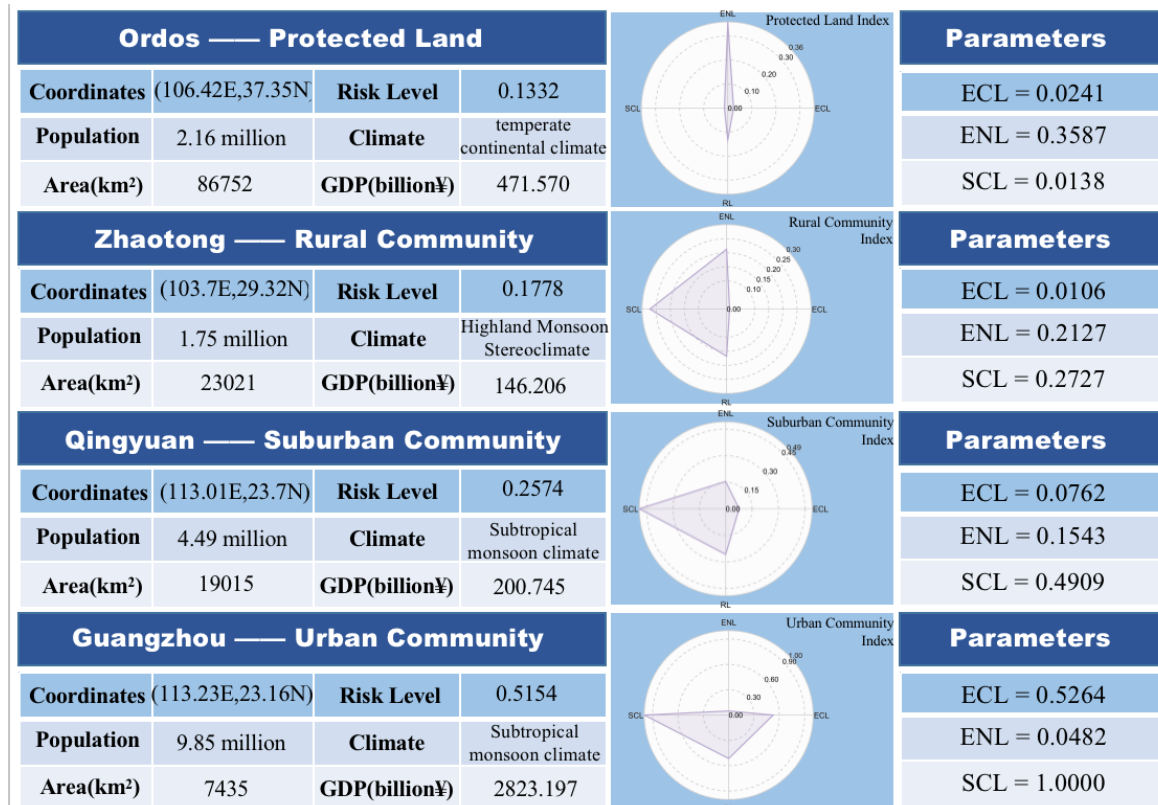 Ordos —— Protected Land
Coordinates (106.42E,37.35N) Risk Level 0.1332
Population 2.16 million Climate temperate
continental climate
Area(km²) 86752 GDP(billion¥) 471.570
Protected Land Index
ENL
0.36
0.30
0.20
0.10
SCL 0.00 ECL
RL
Parameters
ECL = 0.0241
ENL = 0.3587
SCL = 0.0138
Zhaotong —— Rural Community
Coordinates (103.7E,29.32N) Risk Level 0.1778
Population 1.75 million Climate Highland Monsoon
Stereoclimate
Area(km²) 23021 GDP(billion¥) 146.206
Rural Community
Index
ENL
0.30
0.25
0.20
0.15
0.10
SCL 0.00 ECL
RL
Parameters
ECL = 0.0106
ENL = 0.2127
SCL = 0.2727
Qingyuan —— Suburban Community
Coordinates (113.01E,23.7N) Risk Level 0.2574
Population 4.49 million Climate Subtropical
monsoon climate
Area(km²) 19015 GDP(billion¥) 200.745
Suburban Community
Index
ENL
0.49
0.45
0.30
0.15
SCL 0.00 ECL
RL
Parameters
ECL = 0.0762
ENL = 0.1543
SCL = 0.4909
Guangzhou —— Urban Community
Coordinates (113.23E,23.16N) Risk Level 0.5154
Population 9.85 million Climate Subtropical
monsoon climate
Area(km²) 7435 GDP(billion¥) 2823.197
Urban Community
Index
ENL
1.00
0.90
0.60
0.30
SCL 0.00 ECL
Parameters
ECL = 0.5264
ENL = 0.0482
SCL = 1.0000